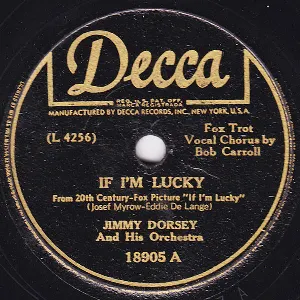 Decca
REG. U.S. PAT. OFF.
MARCA REGISTRADA
MANUFACTURED BY DECCA RECORDS, INC., NEW YORK, U. S. A.
(L 4256)
Fox Trot
Vocal Chorus by
Bob Carroll
IF I'M LUCKY
From 20th Century-Fox Picture "If I'm Lucky"
(Josef Myrow-Eddie De Lange)
JIMMY DORSEY
And His Orchestra
18905 A